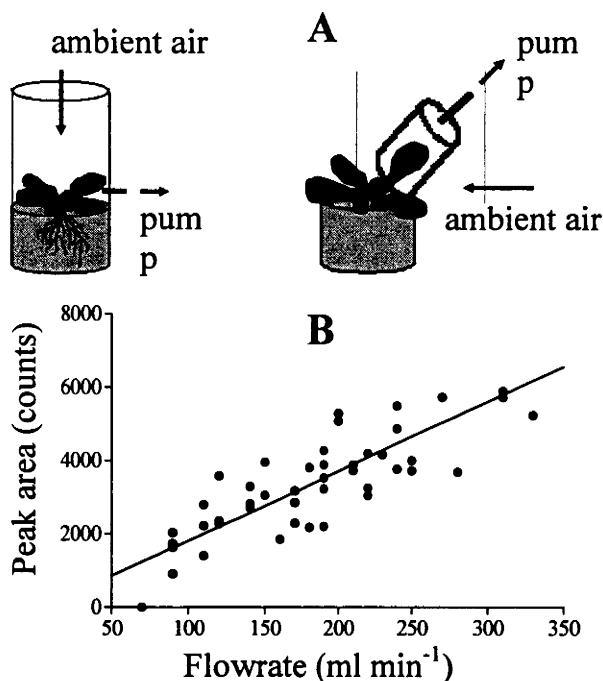 A
ambient air
pum
p
pum
p
ambient air
B
8000
6000
4000
2000
0
Peak area (counts)
50 100 150 200 250 300 350
Flowrate (ml min⁻¹)